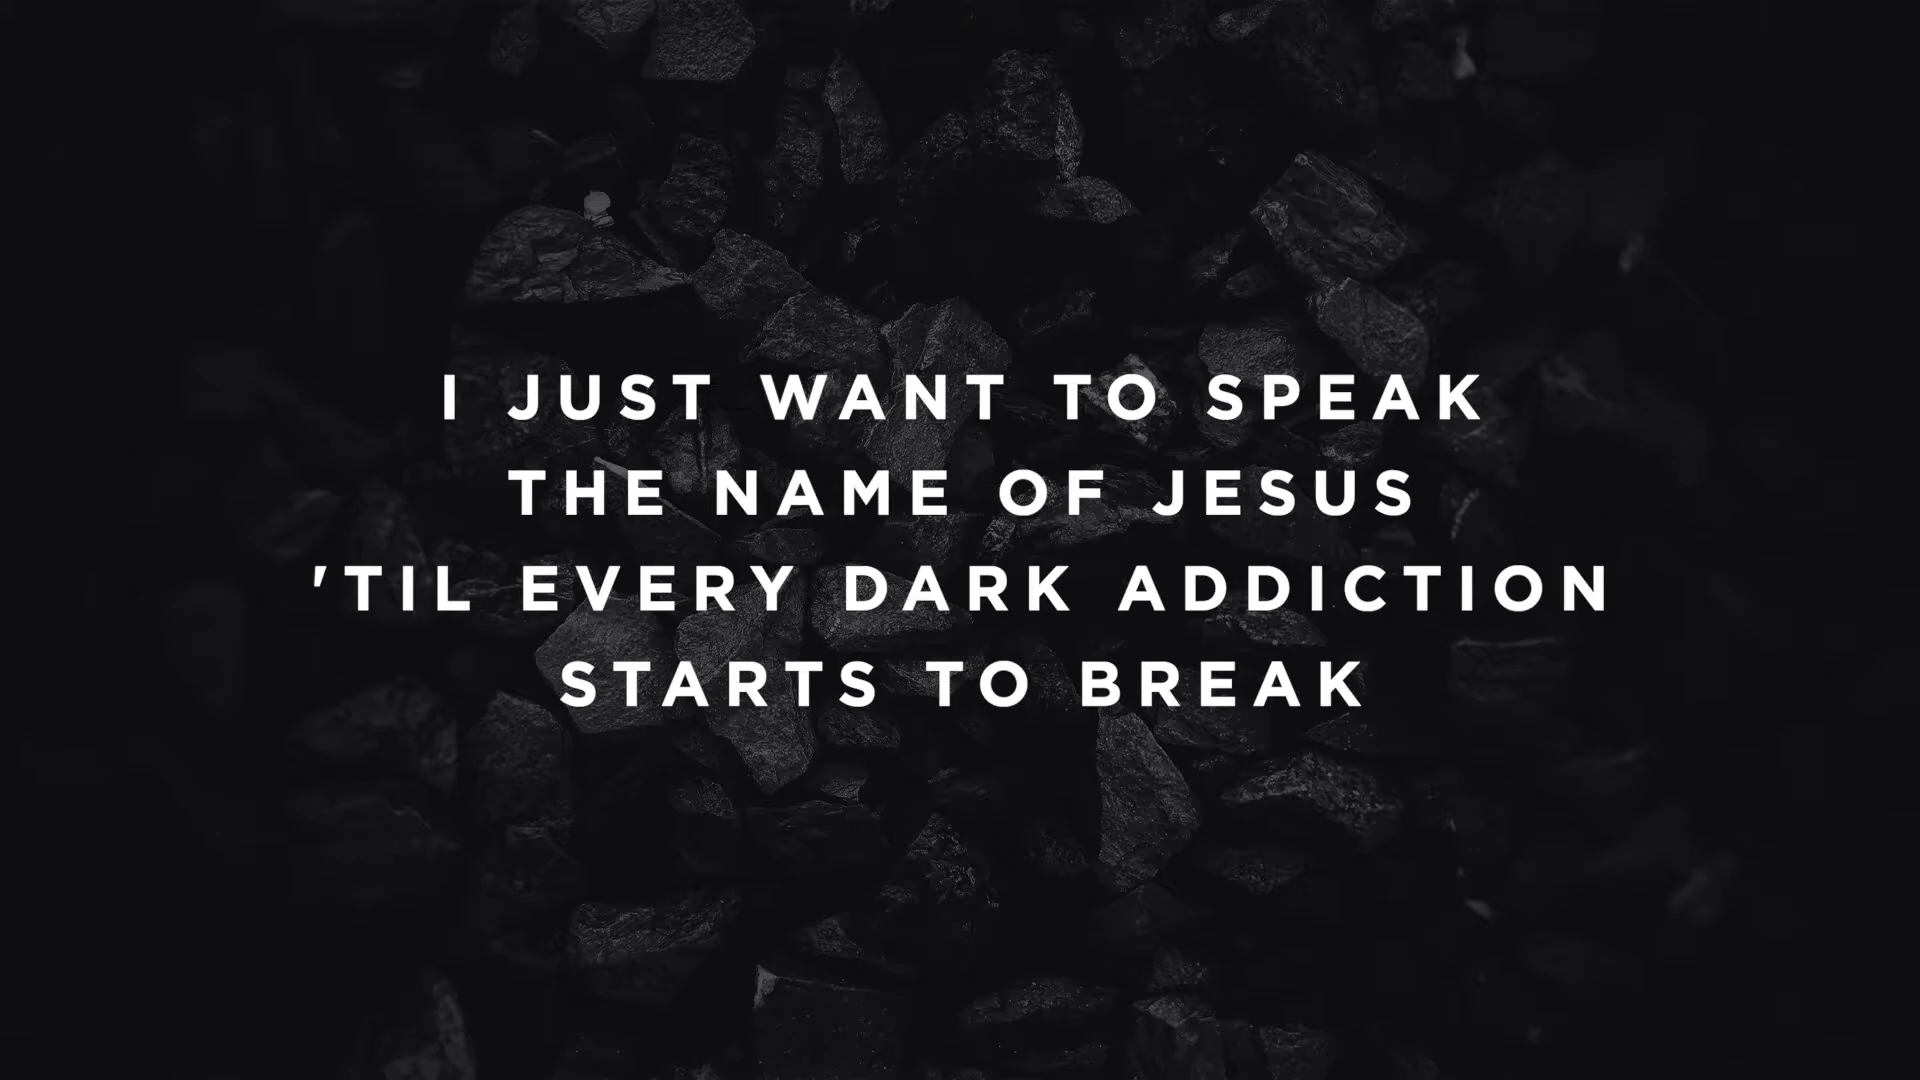 I JUST WANT TO SPEAK
THE NAME OF JESUS
'TIL EVERY DARK ADDICTION
STARTS TO BREAK